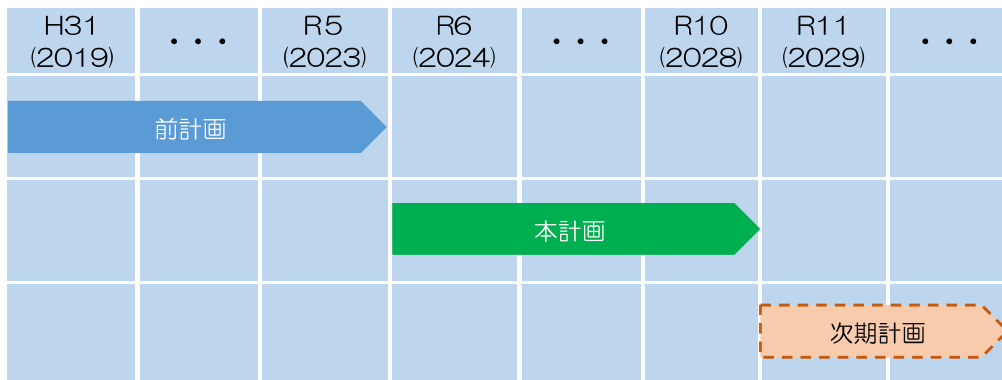 H31
(2019)
・・・
R5
(2023)
R6
(2024)
・・・
R10
(2028)
R11
(2029)
・・・
前計画
本計画
次期計画